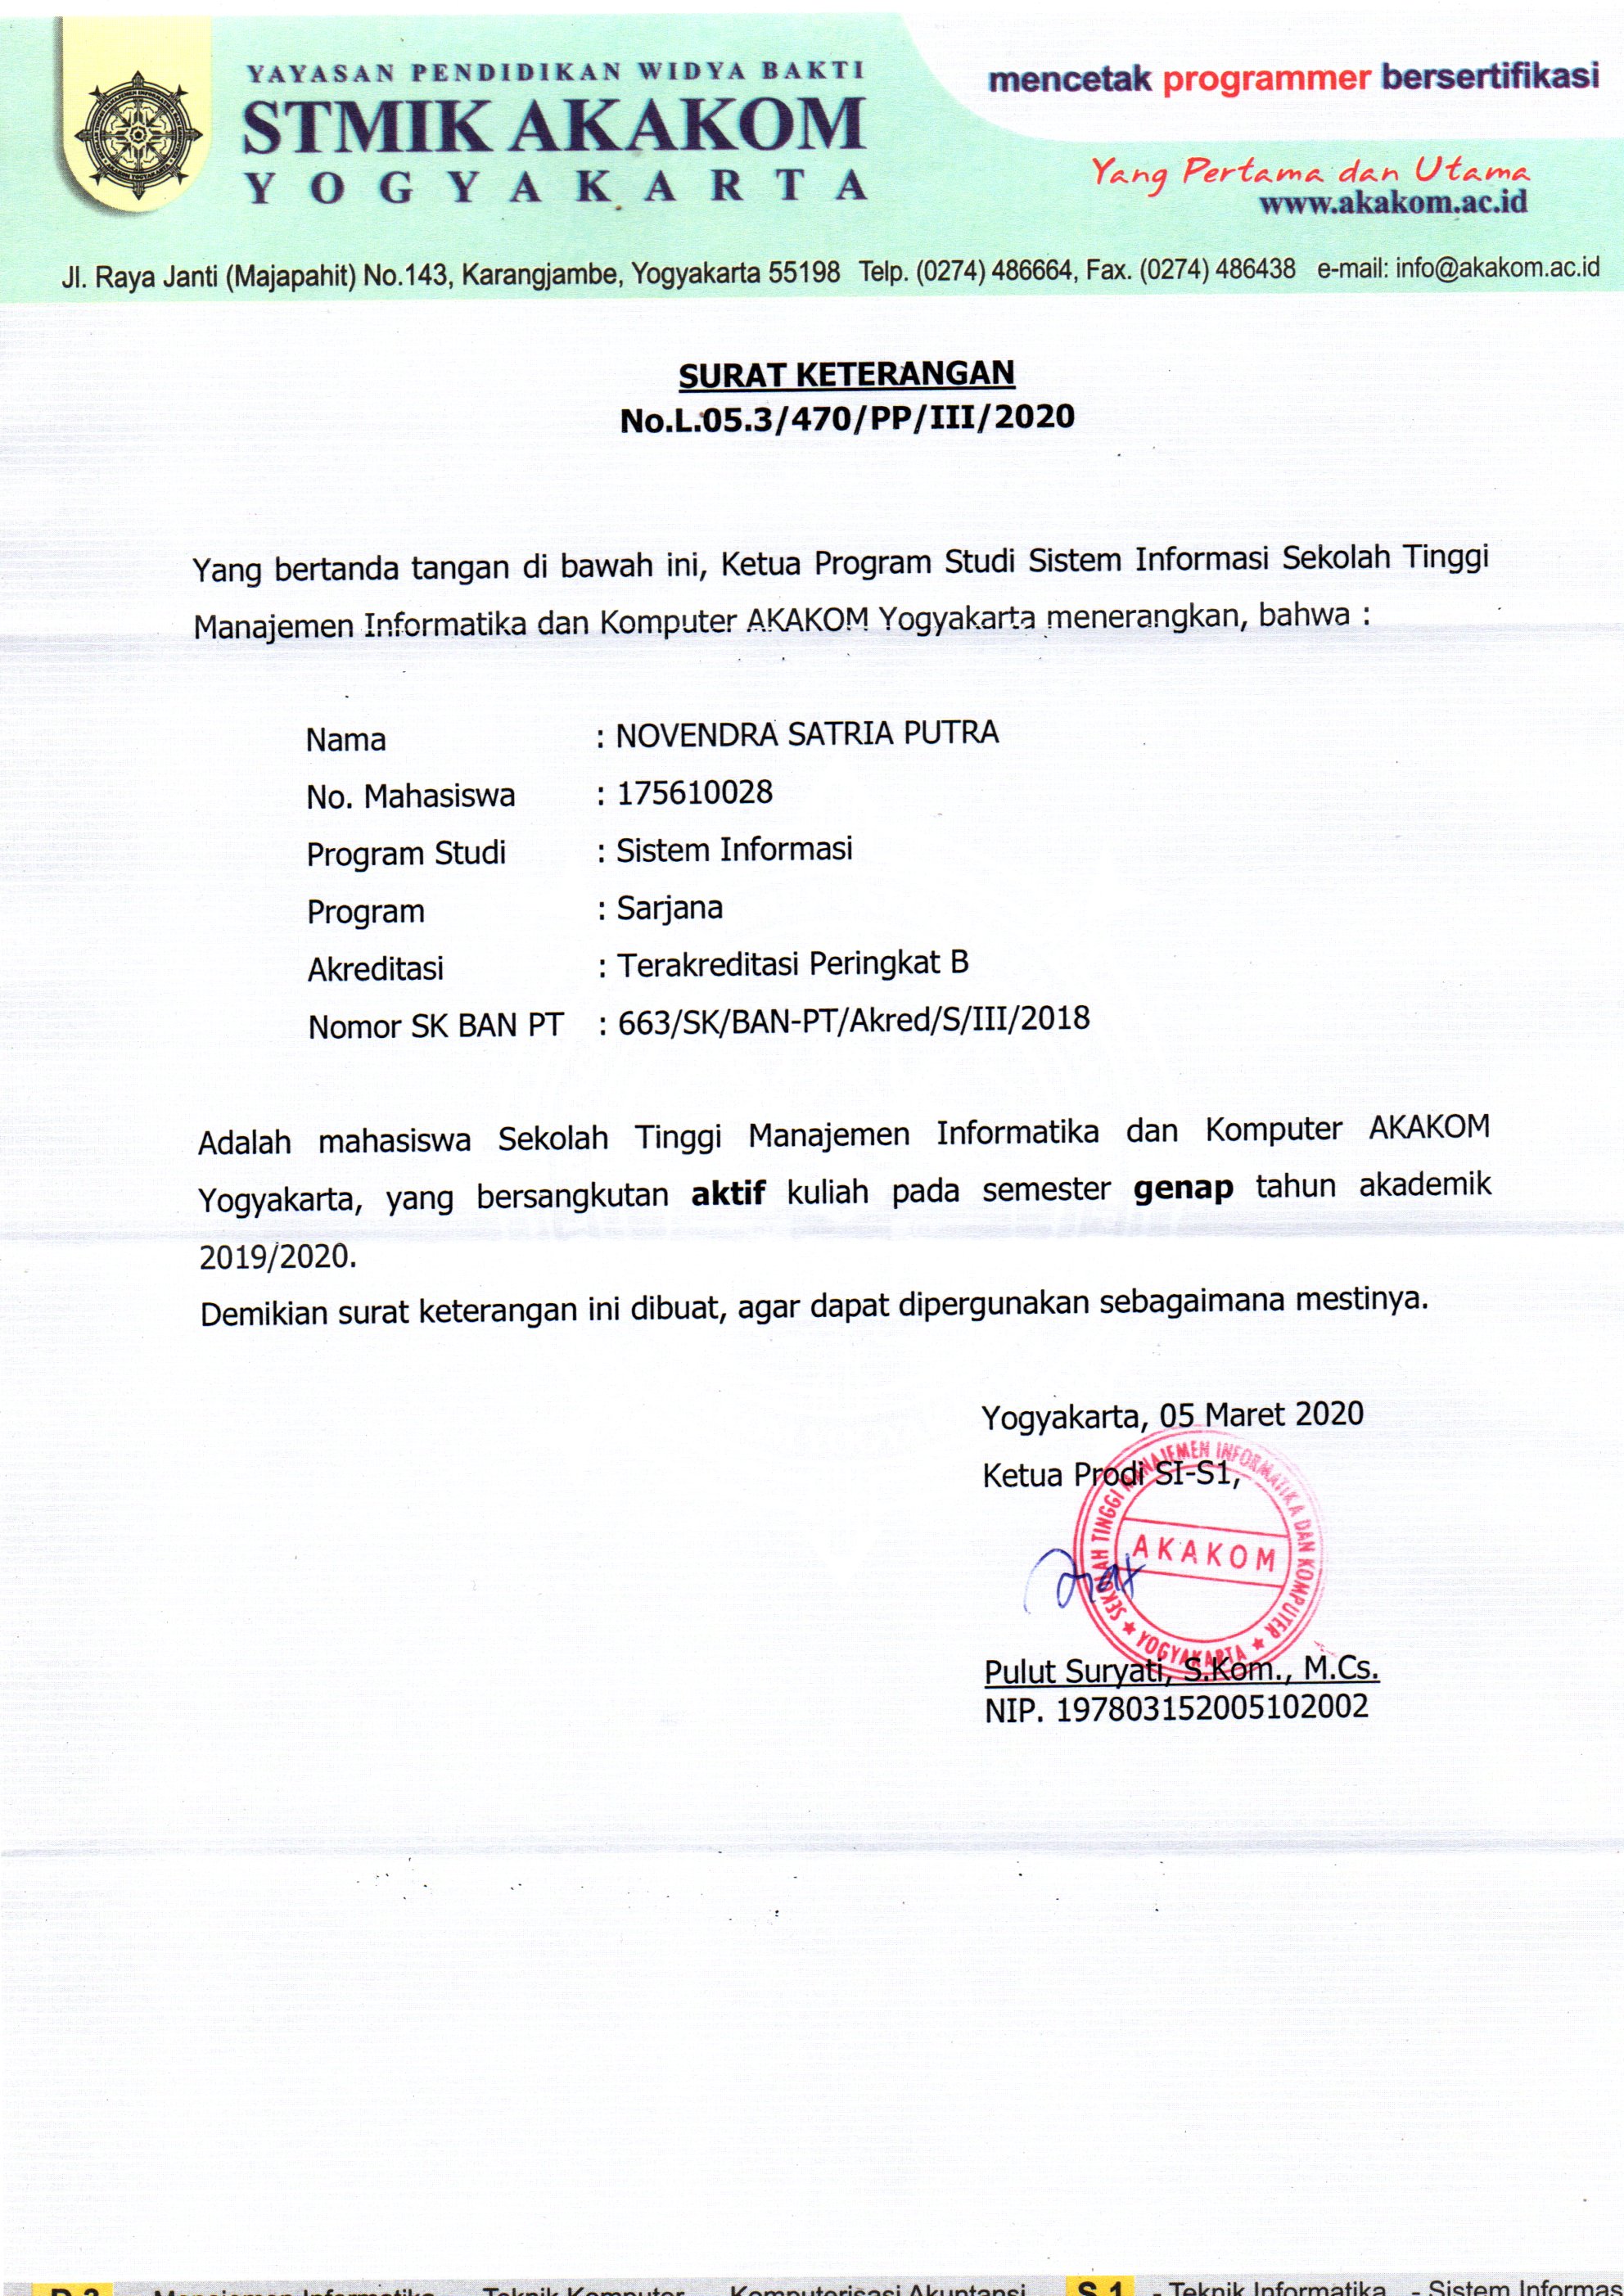 YAYASAN PENDIDIKAN WIDYA BAKTI
STMIK AKAKOM
YOGYAKARTA
mencetak programmer bersertifikasi
Yang Pertama dan Utama
www.akakom.ac.id
Jl. Raya Janti (Majapahit) No.143, Karangjambe, Yogyakarta 55198 Telp. (0274) 486664, Fax. (0274) 486438 e-mail: info@akakom.ac.id
SURAT KETERANGAN
No.L.05.3/470/PP/III/2020
Yang bertanda tangan di bawah ini, Ketua Program Studi Sistem Informasi Sekolah Tinggi
Manajemen Informatika dan Komputer AKAKOM Yogyakarta menerangkan, bahwa :
Nama : NOVENDRA SATRIA PUTRA
No. Mahasiswa : 175610028
Program Studi : Sistem Informasi
Program : Sarjana
Akreditasi : Terakreditasi Peringkat B
Nomor SK BAN PT : 663/SK/BAN-PT/Akred/S/III/2018
Adalah mahasiswa Sekolah Tinggi Manajemen Informatika dan Komputer AKAKOM
Yogyakarta, yang bersangkutan aktif kuliah pada semester genap tahun akademik
2019/2020.
Demikian surat keterangan ini dibuat, agar dapat dipergunakan sebagaimana mestinya.
Yogyakarta, 05 Maret 2020
Ketua Prodi SI-S1,
SEKOLAH TINGGI MANAJEMEN INFORMATIKA DAN KOMPUTER
AKAKOM
★ YOGYAKARTA ★
Pulut Suryati, S.Kom., M.Cs.
NIP. 197803152005102002
D-3 - Manajemen Informatika - Teknik Komputer - Komputerisasi Akuntansi S-1 - Teknik Informatika - Sistem Informas